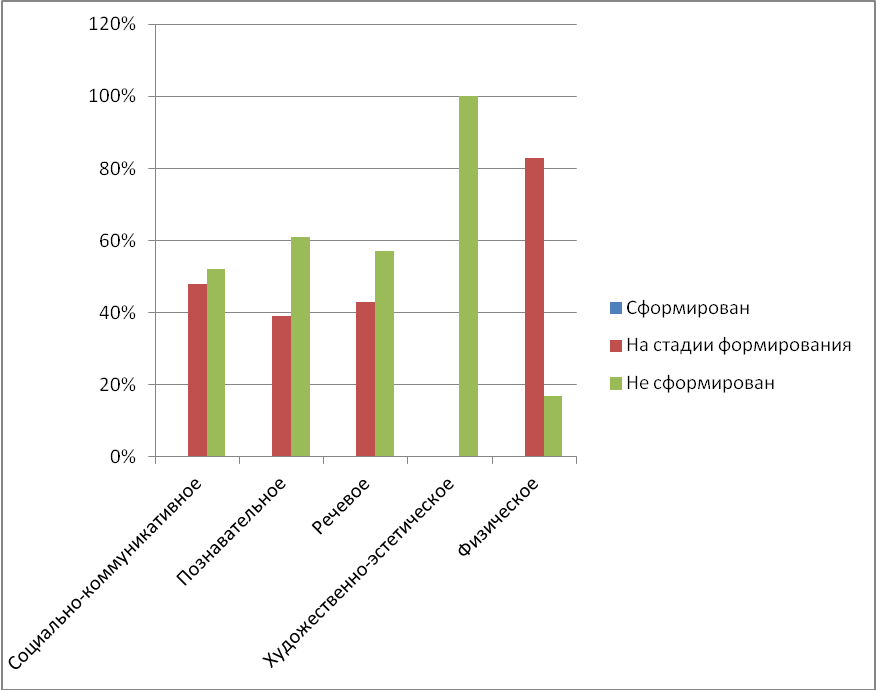 120%
100%
80%
60%
40%
20%
0%
Социально-коммуникативное
Познавательное
Речевое
Художественно-эстетическое
Физическое
Сформирован
На стадии формирования
Не сформирован